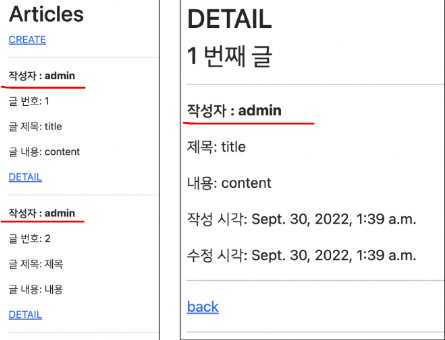 Articles
CREATE
작성자 : admin
글 번호: 1
글 제목: title
글 내용: content
DETAIL
작성자 : admin
글 번호: 2
글 제목: 제목
글 내용: 내용
DETAIL
DETAIL
1 번째 글
작성자 : admin
제목: title
내용: content
작성 시각: Sept. 30, 2022, 1:39 a.m.
수정 시각: Sept. 30, 2022, 1:39 a.m.
back